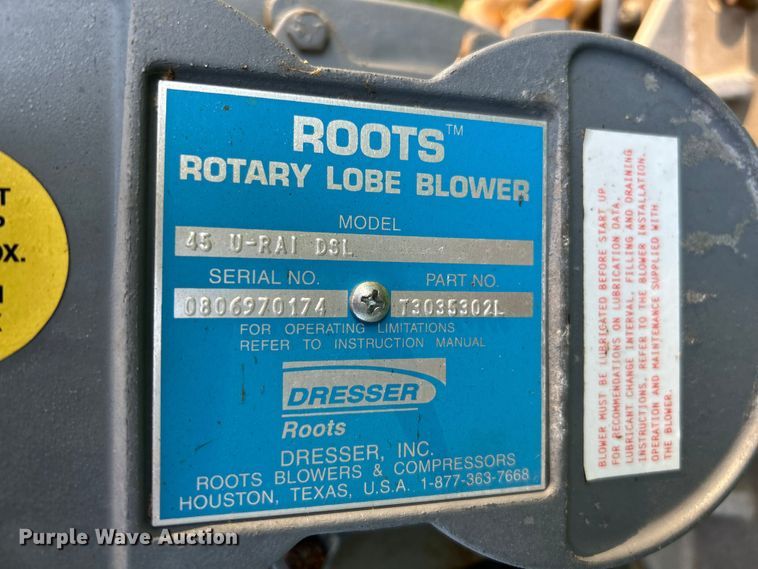 ROOTS™
ROTARY LOBE BLOWER
MODEL
45 U-RAI DSL
SERIAL NO. PART NO.
0806970174 T3035302L
FOR OPERATING LIMITATIONS
REFER TO INSTRUCTION MANUAL
DRESSER
Roots
DRESSER, INC.
ROOTS BLOWERS & COMPRESSORS
HOUSTON, TEXAS, U.S.A. 1-877-363-7668
BLOWER MUST BE LUBRICATED BEFORE START UP.
FOR RECOMMENDATIONS ON LUBRICATION DATA,
LUBRICANT CHANGE INTERVAL, FILLING AND DRAINING
INSTRUCTIONS, REFER TO THE BLOWER INSTALLATION,
OPERATION AND MAINTENANCE SUPPLIED WITH
THE BLOWER.
OX.
Purple Wave Auction